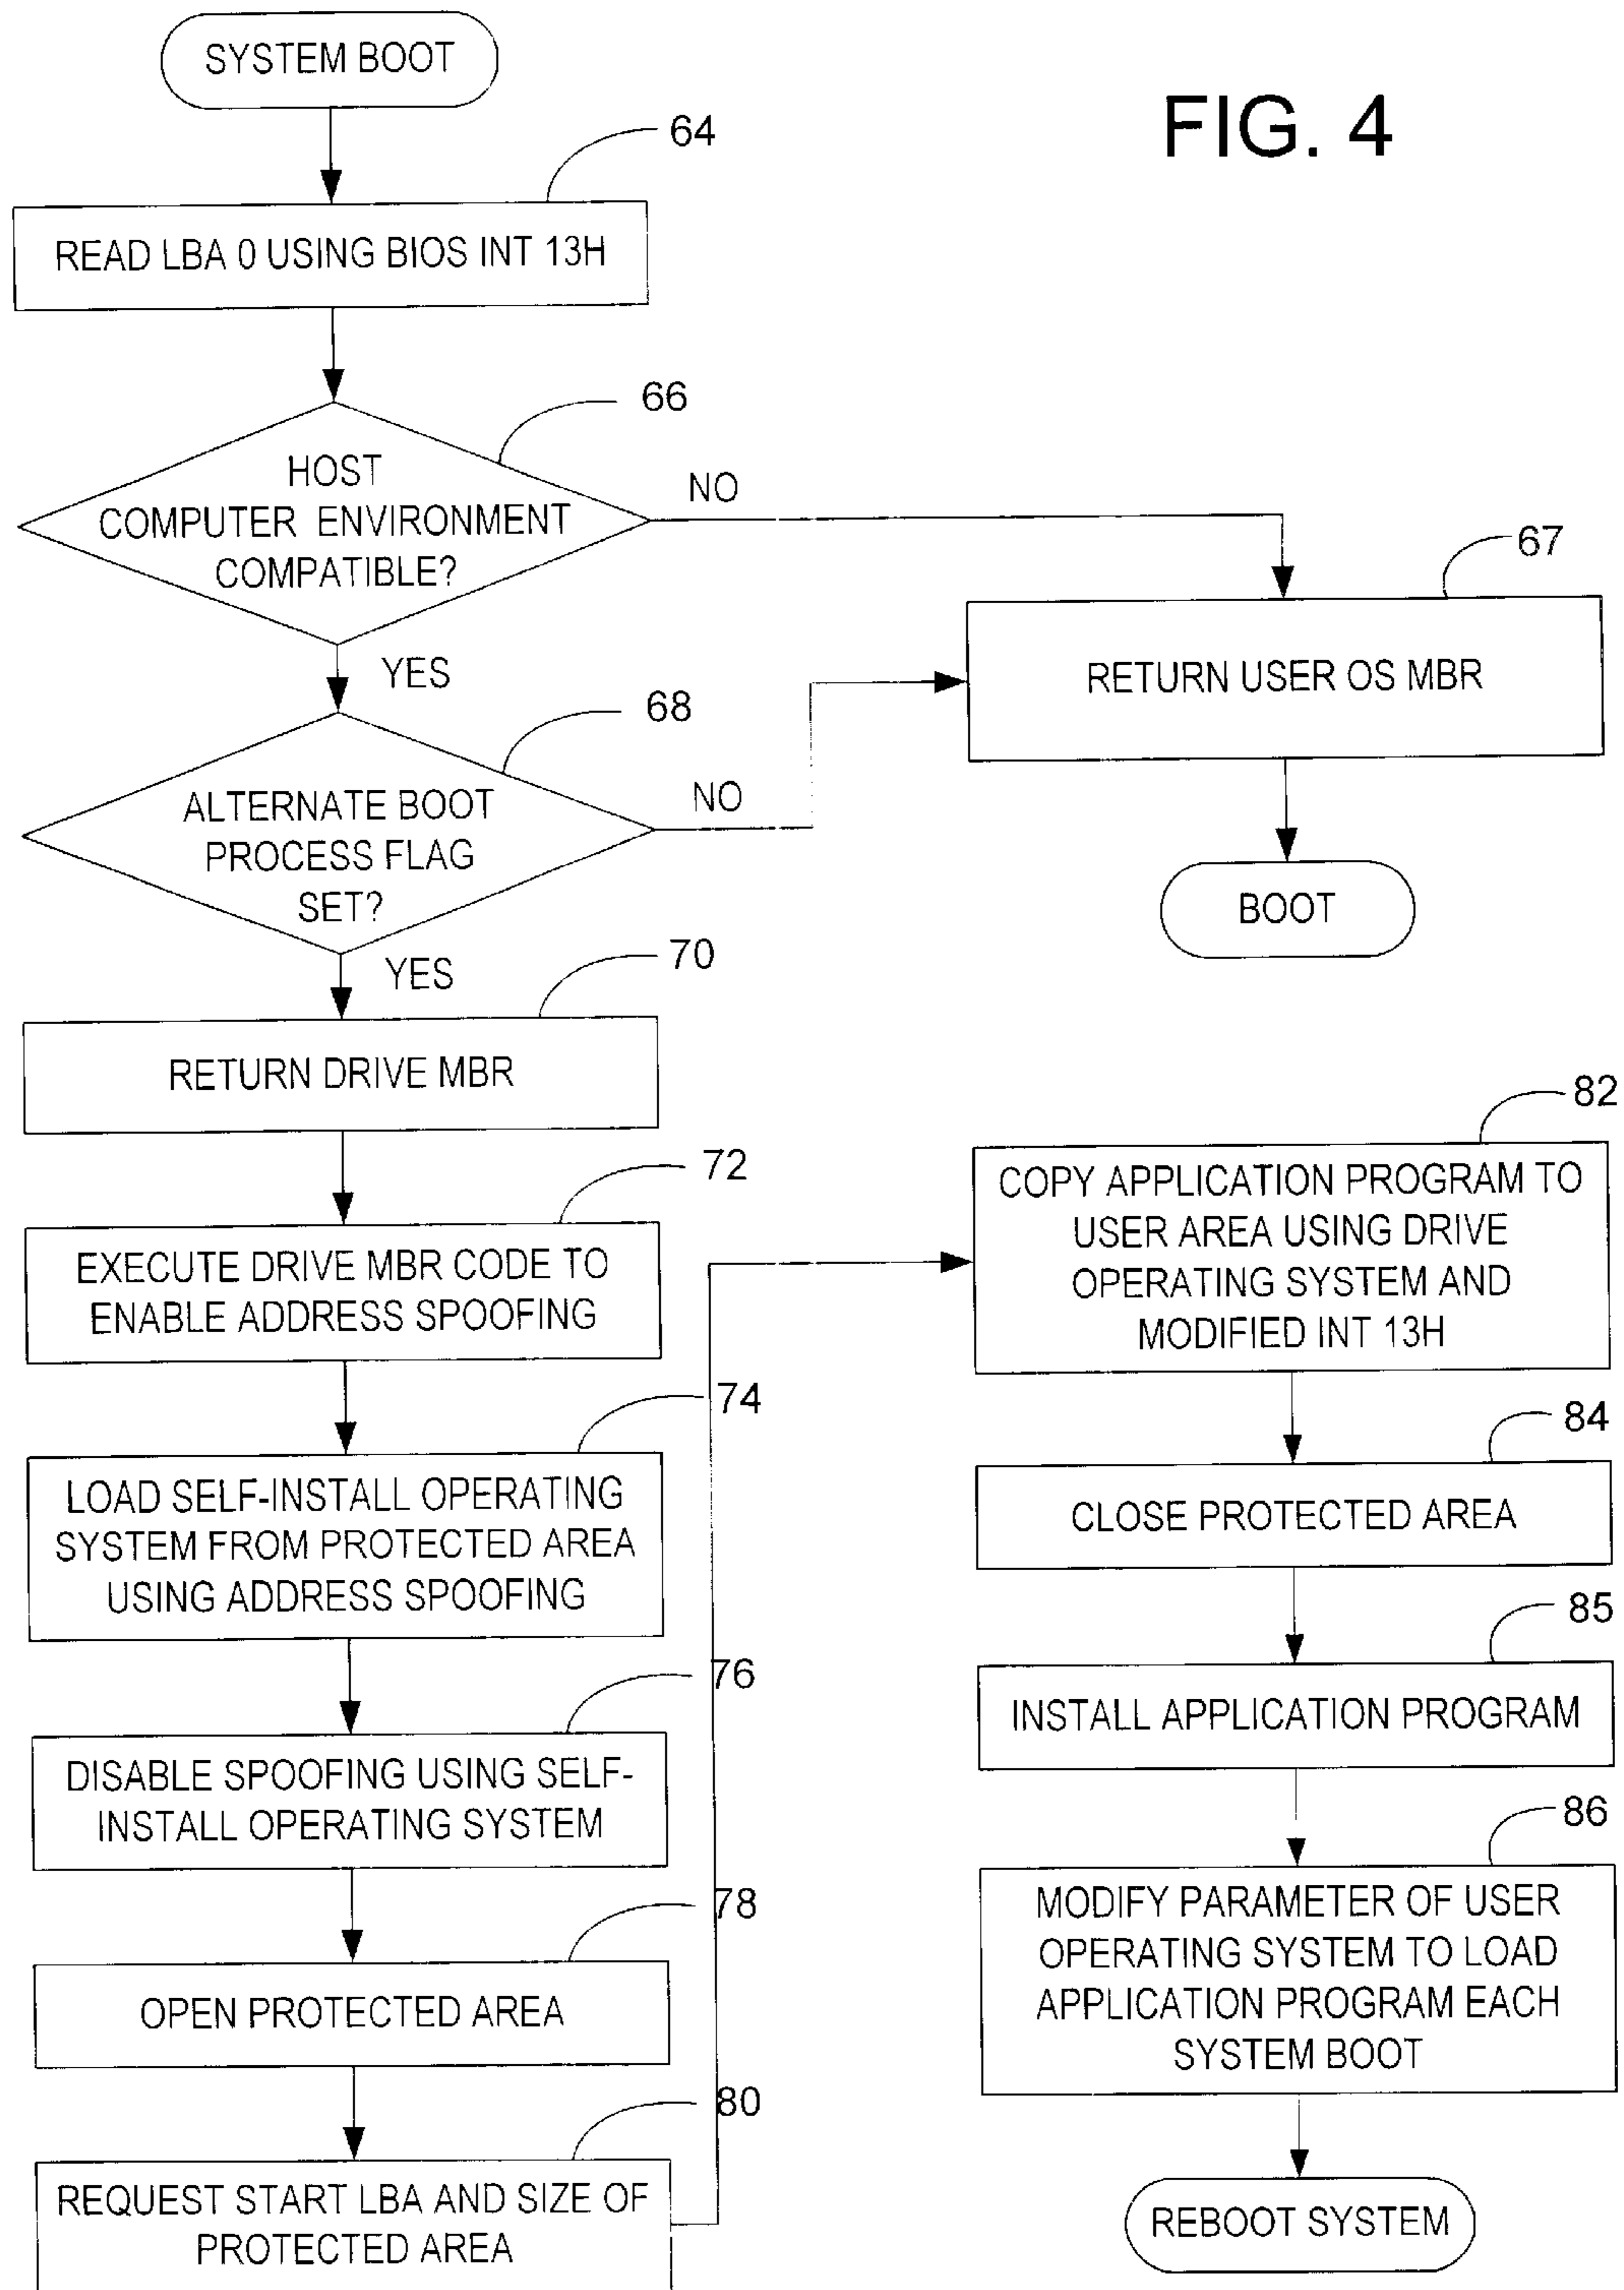 SYSTEM BOOT
FIG. 4
64
READ LBA 0 USING BIOS INT 13H
66
HOST
COMPUTER ENVIRONMENT
COMPATIBLE?
NO
YES
67
RETURN USER OS MBR
BOOT
68
ALTERNATE BOOT
PROCESS FLAG
SET?
NO
YES
70
RETURN DRIVE MBR
72
EXECUTE DRIVE MBR CODE TO
ENABLE ADDRESS SPOOFING
74
LOAD SELF-INSTALL OPERATING
SYSTEM FROM PROTECTED AREA
USING ADDRESS SPOOFING
76
DISABLE SPOOFING USING SELF-
INSTALL OPERATING SYSTEM
78
OPEN PROTECTED AREA
80
REQUEST START LBA AND SIZE OF
PROTECTED AREA
82
COPY APPLICATION PROGRAM TO
USER AREA USING DRIVE
OPERATING SYSTEM AND
MODIFIED INT 13H
84
CLOSE PROTECTED AREA
85
INSTALL APPLICATION PROGRAM
86
MODIFY PARAMETER OF USER
OPERATING SYSTEM TO LOAD
APPLICATION PROGRAM EACH
SYSTEM BOOT
REBOOT SYSTEM